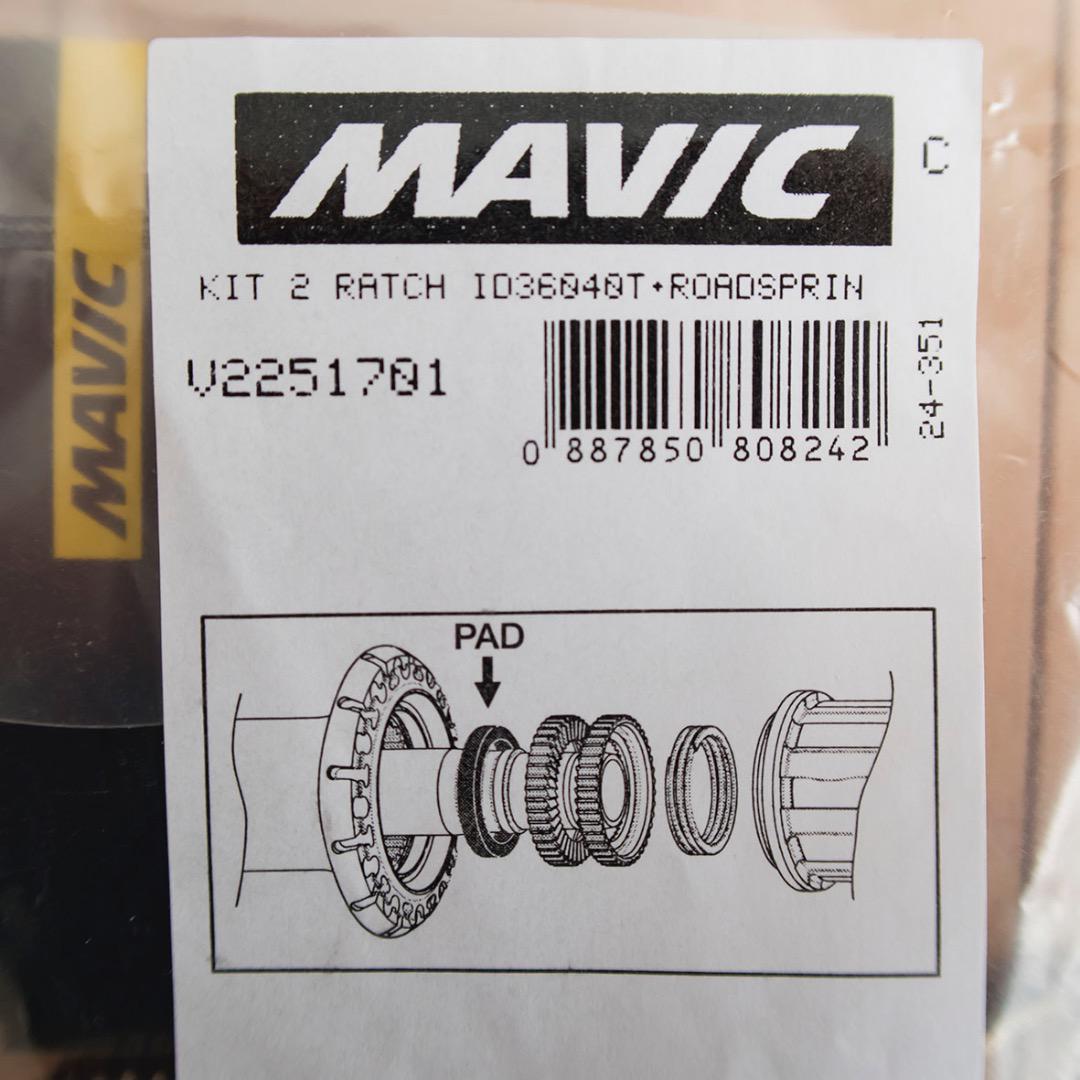 MAVIC
C
KIT 2 RATCH ID36040T+ROADSPRIN
V2251701
24-351
0 887850 808242
PAD
MAVIC